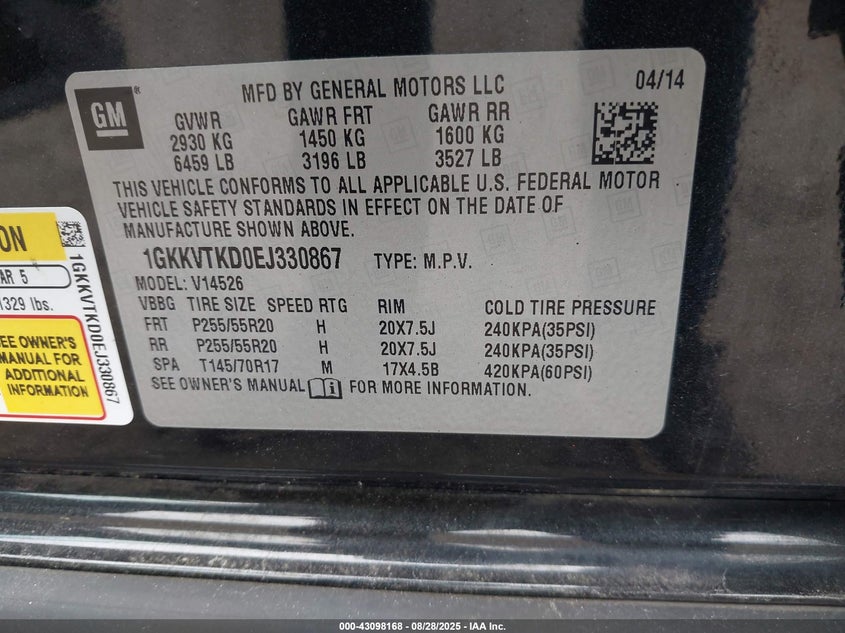 GM
MFD BY GENERAL MOTORS LLC
04/14
GVWR GAWR FRT GAWR RR
2930 KG 1450 KG 1600 KG
6459 LB 3196 LB 3527 LB
THIS VEHICLE CONFORMS TO ALL APPLICABLE U.S. FEDERAL MOTOR
VEHICLE SAFETY STANDARDS IN EFFECT ON THE DATE OF
MANUFACTURE SHOWN ABOVE.
1GKKVTKD0EJ330867 TYPE: M.P.V.
MODEL: V14526
VBBG TIRE SIZE SPEED RTG RIM COLD TIRE PRESSURE
FRT P255/55R20 H 20X7.5J 240KPA(35PSI)
RR P255/55R20 H 20X7.5J 240KPA(35PSI)
SPA T145/70R17 M 17X4.5B 420KPA(60PSI)
SEE OWNER'S MANUAL FOR MORE INFORMATION.
ON
AR 5
329 lbs.
SEE OWNER'S
MANUAL FOR
ADDITIONAL
INFORMATION
1GKKVTKD0EJ330867
000-43098168 - 08/28/2025 - IAA Inc.